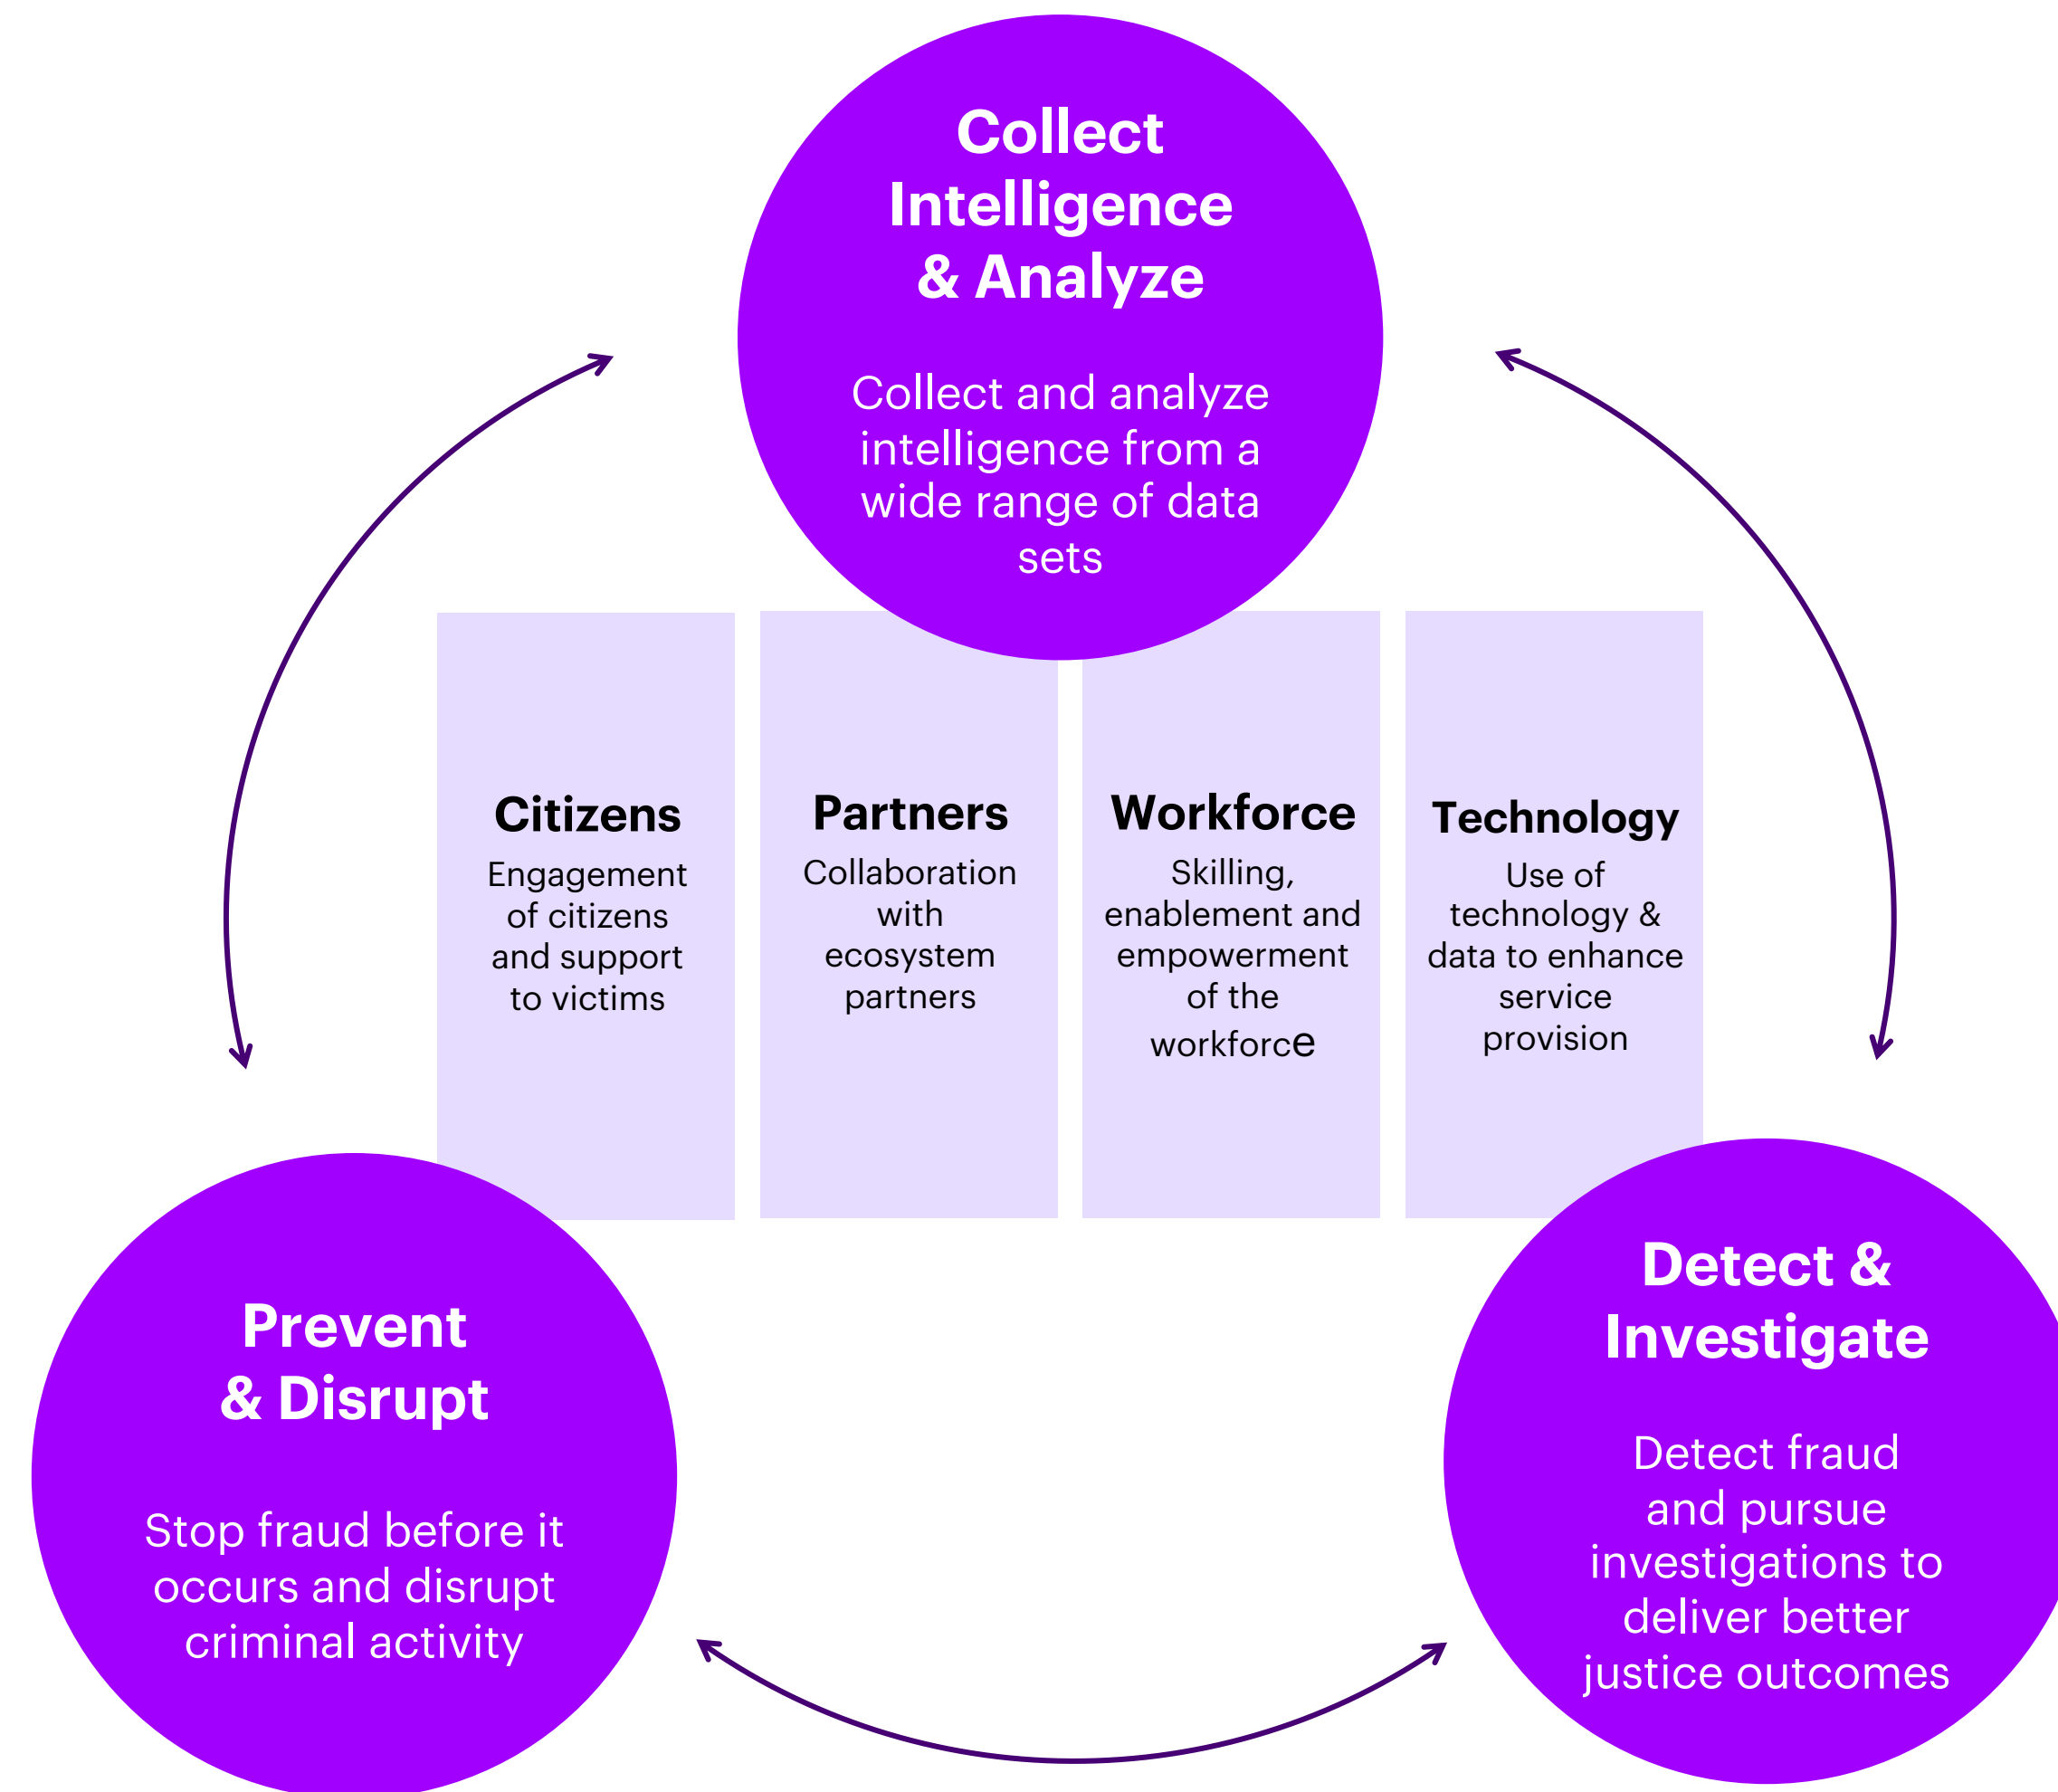 Collect
Intelligence
& Analyze
Collect and analyze
intelligence from a
wide range of data
sets
Citizens
Engagement
of citizens
and support
to victims
Partners
Collaboration
with
ecosystem
partners
Workforce
Skilling,
enablement and
empowerment
of the
workforce
Technology
Use of
technology &
data to enhance
service
provision
Prevent
& Disrupt
Stop fraud before it
occurs and disrupt
criminal activity
Detect &
Investigate
Detect fraud
and pursue
investigations to
deliver better
justice outcomes